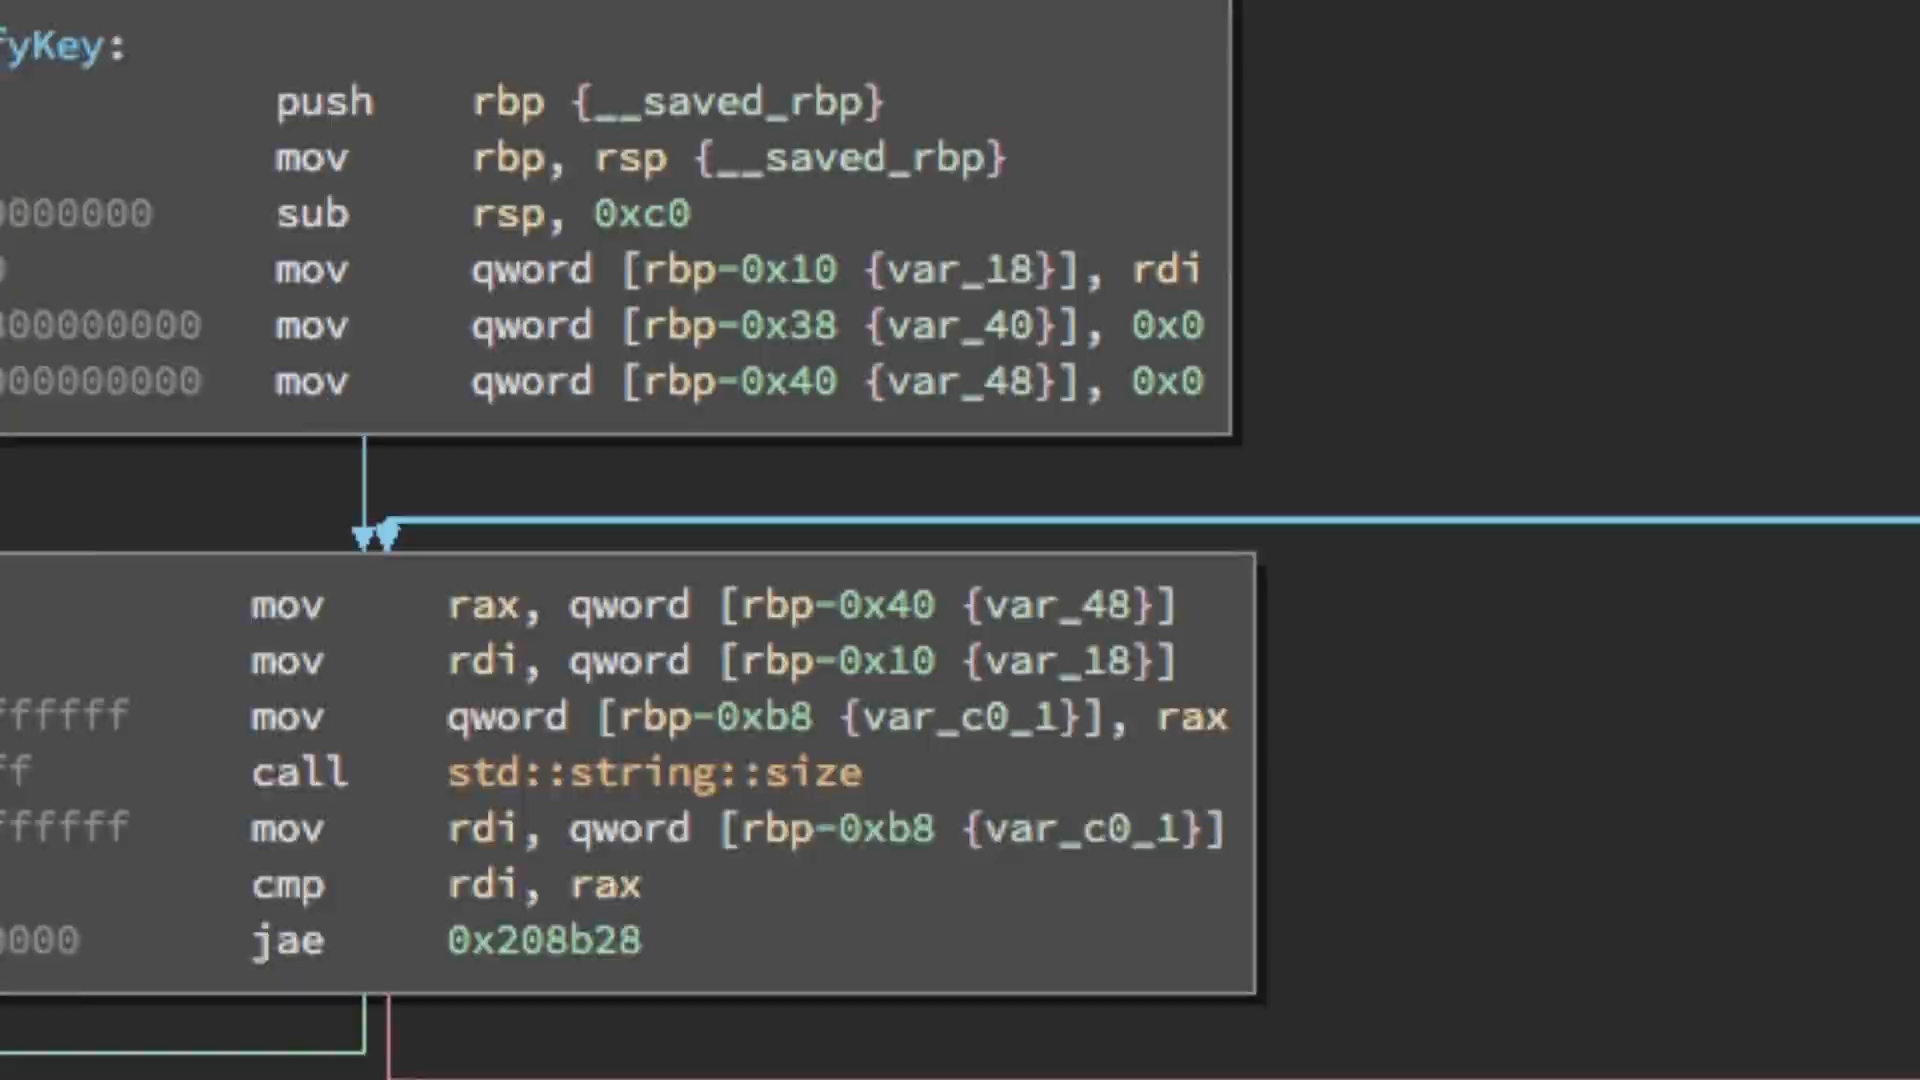 fyKey:
push rbp {__saved_rbp}
mov rbp, rsp {__saved_rbp}
0000000 sub rsp, 0xc0
0 mov qword [rbp-0x10 {var_18}], rdi
00000000 mov qword [rbp-0x38 {var_40}], 0x0
00000000 mov qword [rbp-0x40 {var_48}], 0x0
mov rax, qword [rbp-0x40 {var_48}]
mov rdi, qword [rbp-0x10 {var_18}]
ffffff mov qword [rbp-0xb8 {var_c0_1}], rax
ff call std::string::size
ffffff mov rdi, qword [rbp-0xb8 {var_c0_1}]
cmp rdi, rax
0000 jae 0x208b28